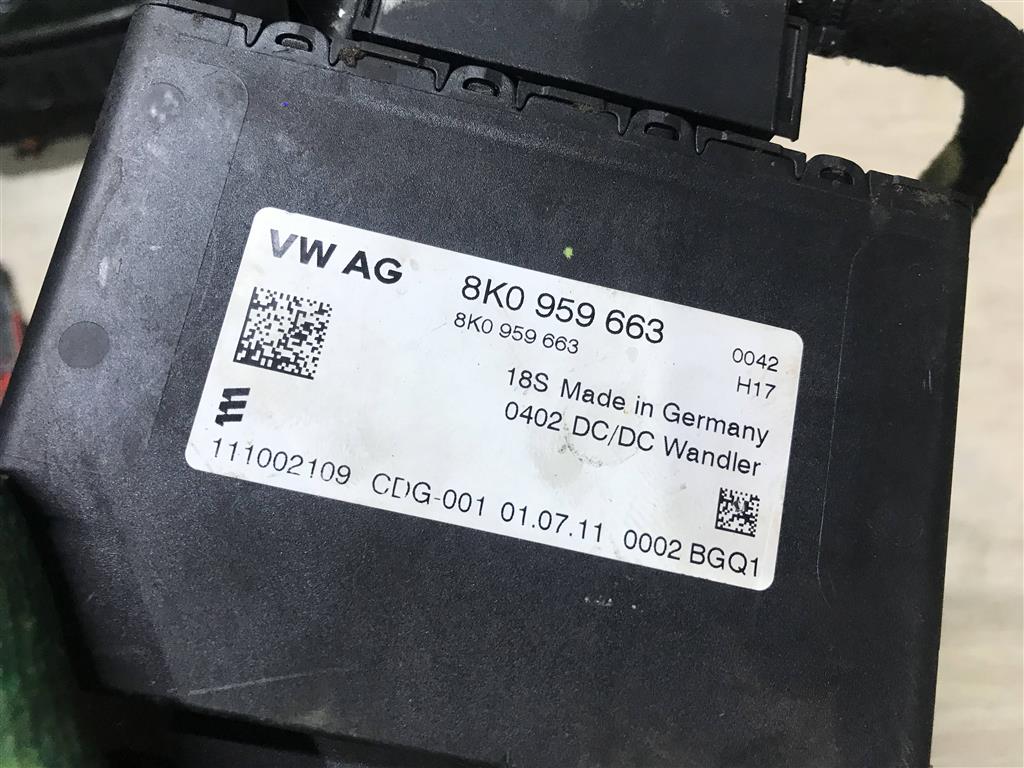 VW AG 8K0 959 663
8K0 959 663 0042
H17
18S Made in Germany
0402 DC/DC Wandler
111002109 CDG-001 01.07.11 0002 BGQ1